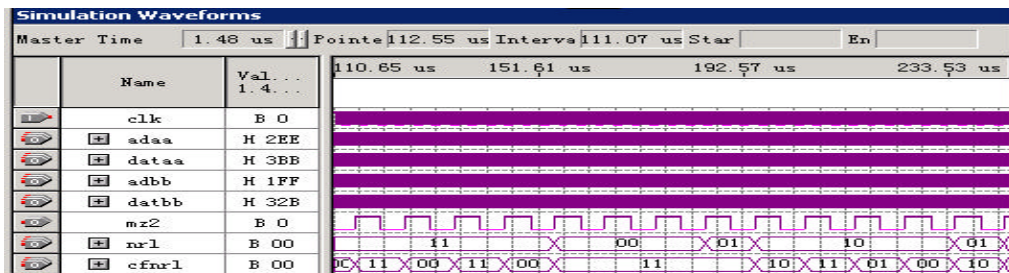 Simulation Waveforms
Master Time 1.48 us Pointe 112.55 us Interva 111.07 us Star En
Name Val... 1.4... 110.65 us 151.61 us 192.57 us 233.53 us
clk B 0
adaa H 2EE
dataa H 3BB
adbb H 1FF
datbb H 32B
mz2 B 0
nrl B 00 11 00 01 10 01
cfnrl B 00 11 00 11 00 11 10 11 01 00 10